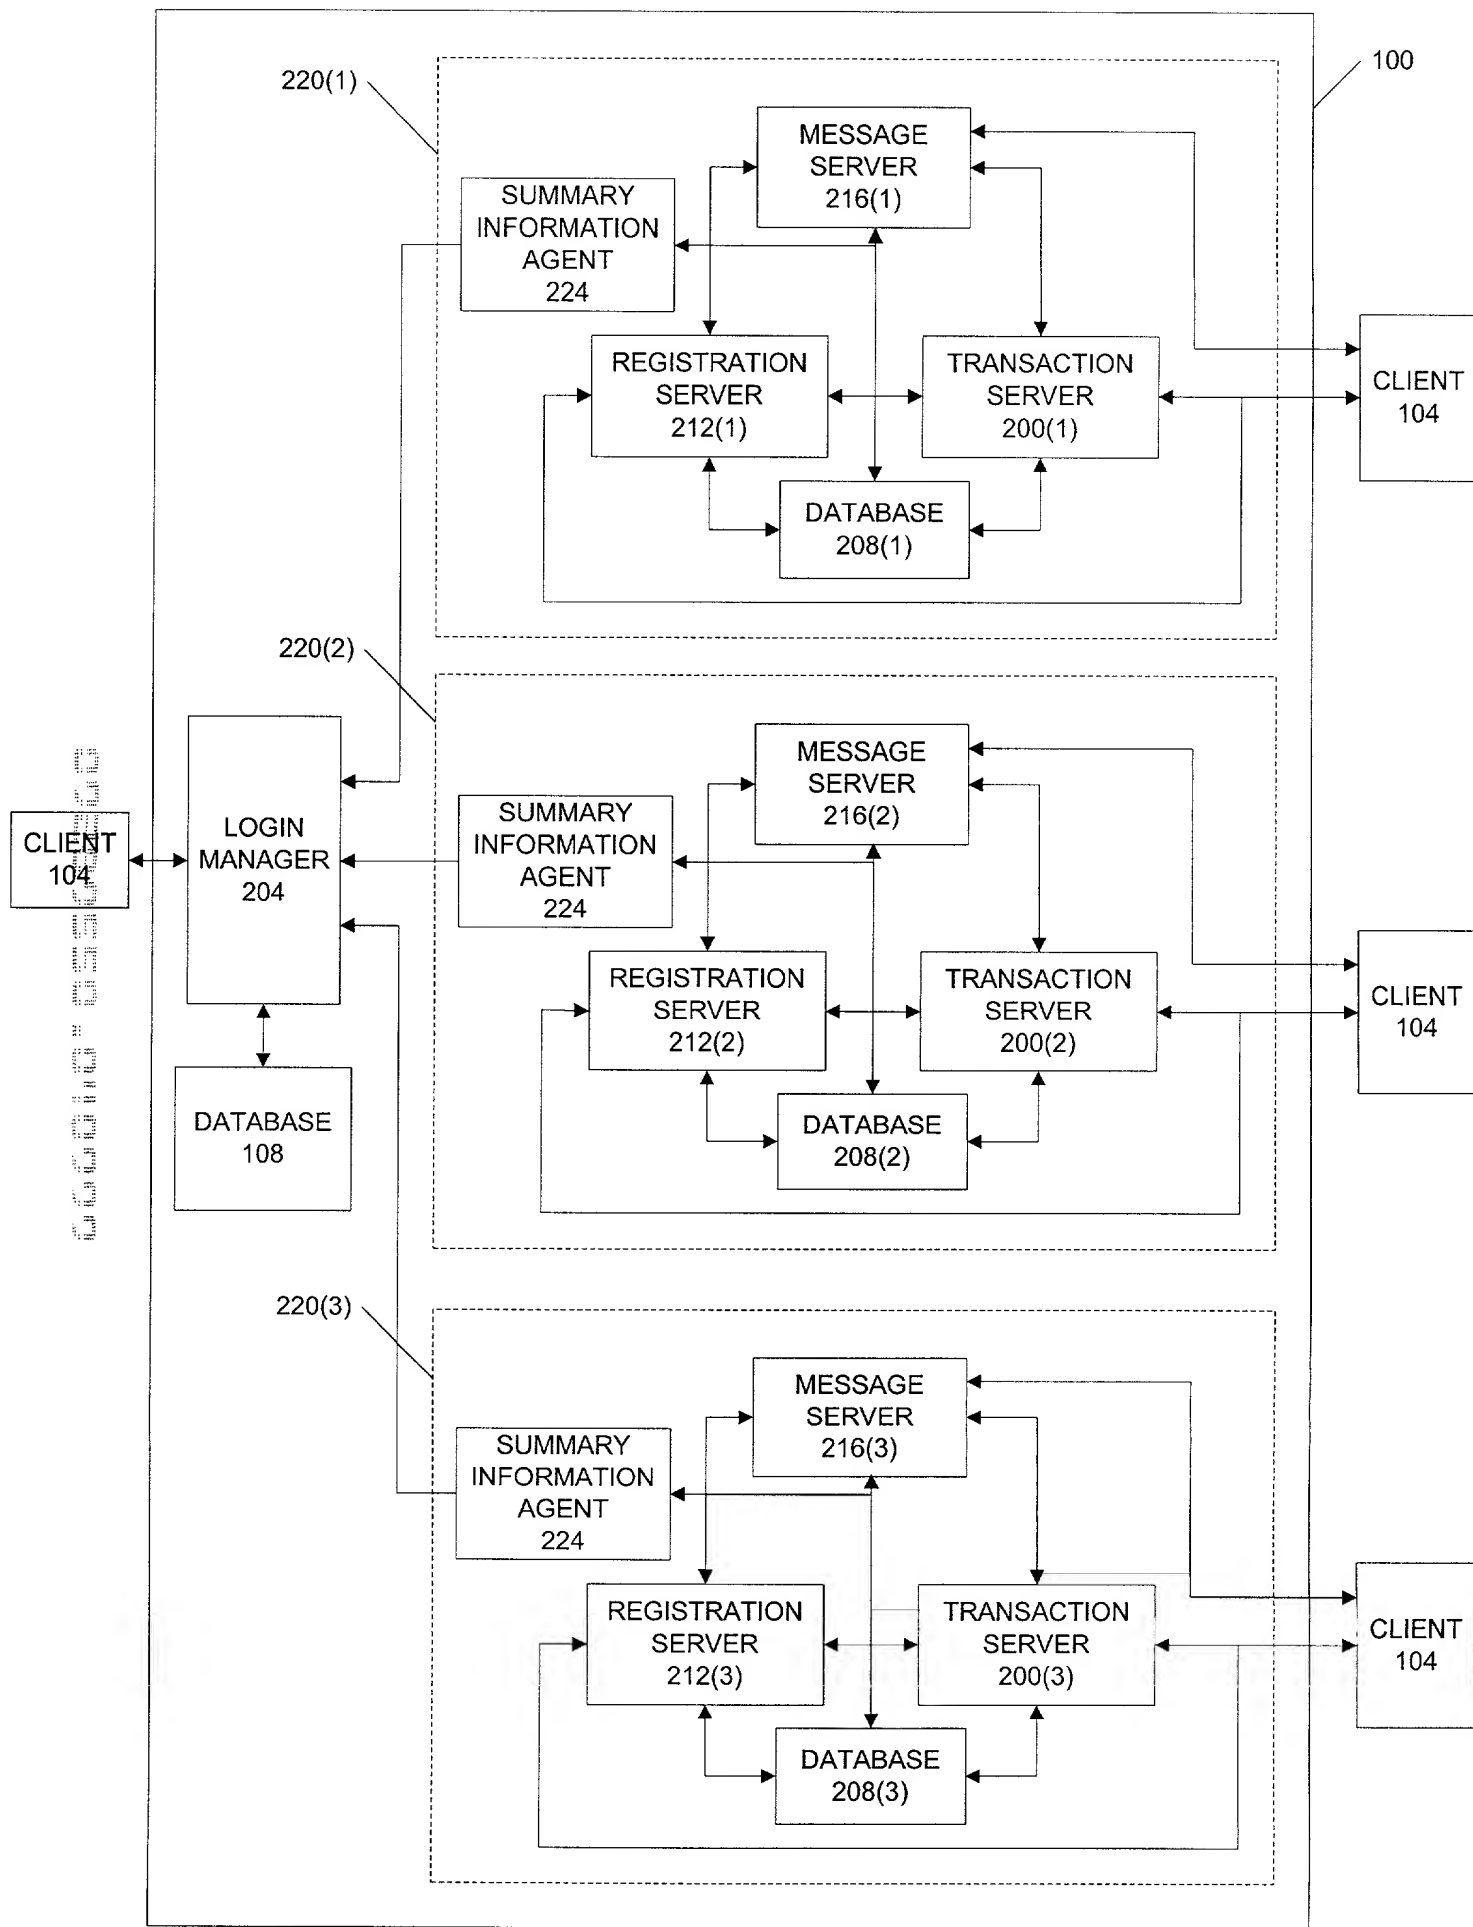 220(1)
100
MESSAGE
SERVER
216(1)
SUMMARY
INFORMATION
AGENT
224
REGISTRATION
SERVER
212(1)
TRANSACTION
SERVER
200(1)
CLIENT
104
DATABASE
208(1)
220(2)
MESSAGE
SERVER
216(2)
SUMMARY
INFORMATION
AGENT
224
LOGIN
MANAGER
204
CLIENT
104
REGISTRATION
SERVER
212(2)
TRANSACTION
SERVER
200(2)
CLIENT
104
DATABASE
108
DATABASE
208(2)
220(3)
MESSAGE
SERVER
216(3)
SUMMARY
INFORMATION
AGENT
224
REGISTRATION
SERVER
212(3)
TRANSACTION
SERVER
200(3)
CLIENT
104
DATABASE
208(3)